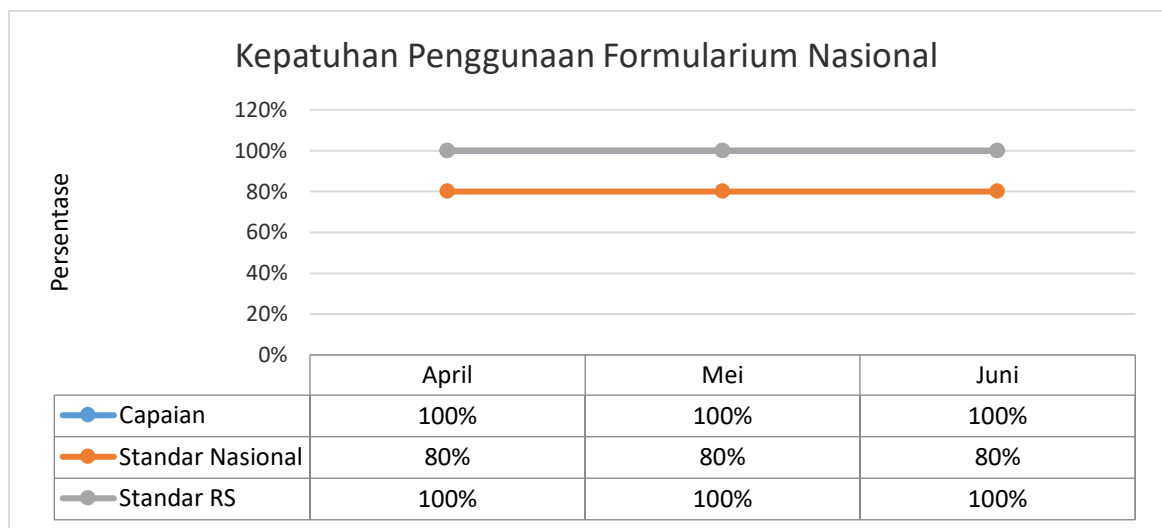 Kepatuhan Penggunaan Formularium Nasional
Persentase
120%
100%
80%
60%
40%
20%
0%
April Mei Juni
Capaian 100% 100% 100%
Standar Nasional 80% 80% 80%
Standar RS 100% 100% 100%